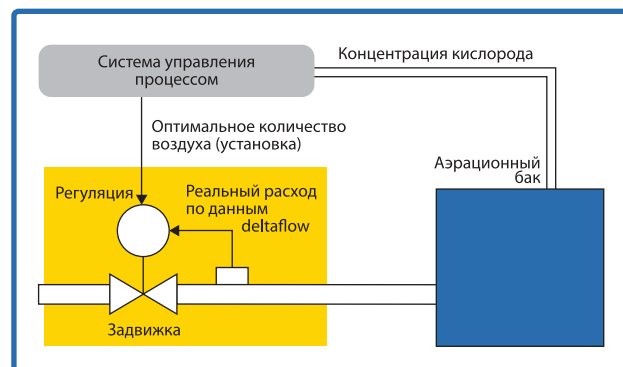 Система управления
процессом
Концентрация кислорода
Оптимальное количество
воздуха (установка)
Аэрационный
бак
Регуляция
Реальный расход
по данным
deltaflow
Задвижка